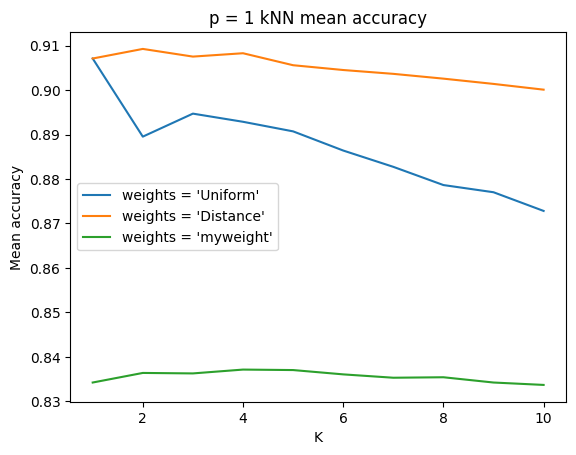 p = 1 kNN mean accuracy
Mean accuracy
0.91
0.90
0.89
0.88
0.87
0.86
0.85
0.84
0.83
weights = 'Uniform'
weights = 'Distance'
weights = 'myweight'
2 4 6 8 10
K